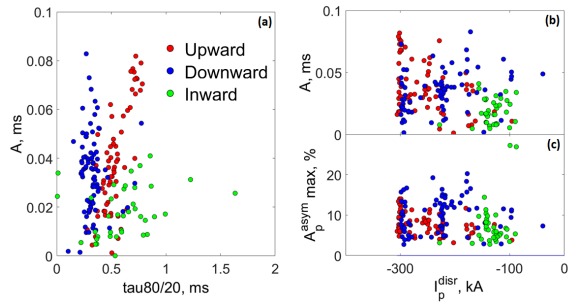 (a)
0.1
0.08
0.06
0.04
0.02
0
A, ms
Upward
Downward
Inward
0 0.5 1 1.5 2
tau80/20, ms
(b)
0.1
0.05
0
A, ms
(c)
20
10
0
A_p^asym max, %
-300 -200 -100 0
I_p^disr, kA